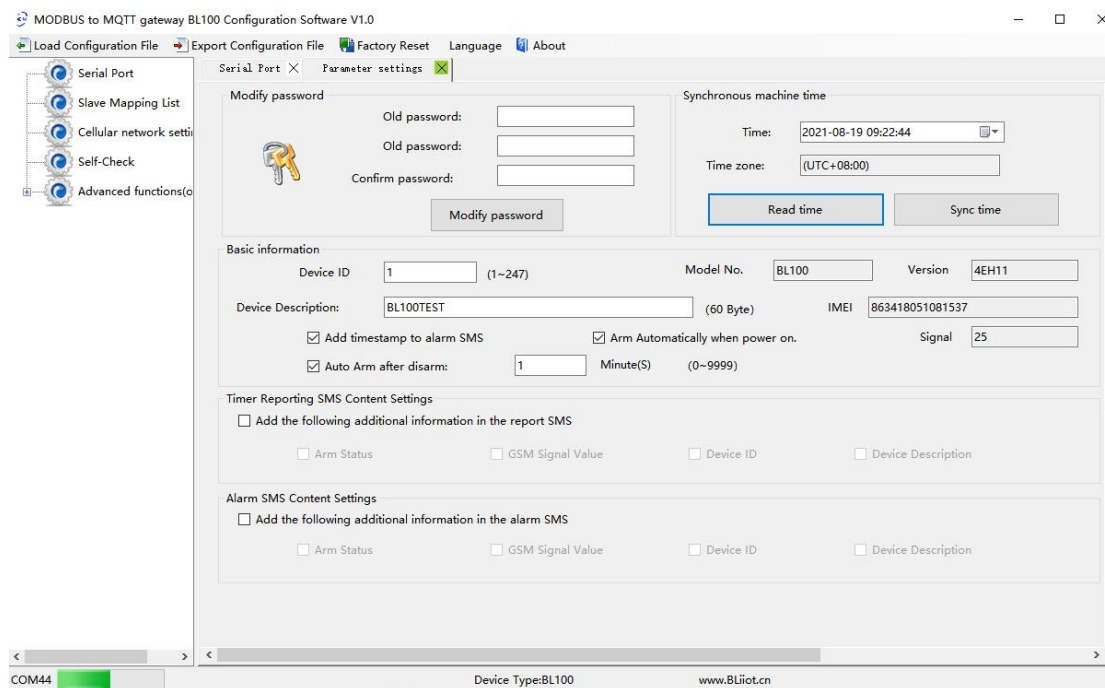 MODBUS to MQTT gateway BL100 Configuration Software V1.0
Load Configuration File Export Configuration File Factory Reset Language About
Serial Port
Slave Mapping List
Cellular network settin
Self-Check
Advanced functions(o
Serial Port Parameter settings
Modify password
Old password:
Old password:
Confirm password:
Modify password
Synchronous machine time
Time: 2021-08-19 09:22:44
Time zone: (UTC+08:00)
Read time Sync time
Basic information
Device ID 1 (1~247) Model No. BL100 Version 4EH11
Device Description: BL100TEST (60 Byte) IMEI 863418051081537
Add timestamp to alarm SMS Arm Automatically when power on. Signal 25
Auto Arm after disarm: 1 Minute(S) (0~9999)
Timer Reporting SMS Content Settings
Add the following additional information in the report SMS
Arm Status GSM Signal Value Device ID Device Description
Alarm SMS Content Settings
Add the following additional information in the alarm SMS
Arm Status GSM Signal Value Device ID Device Description
COM44 Device Type:BL100 www.BLiiot.cn